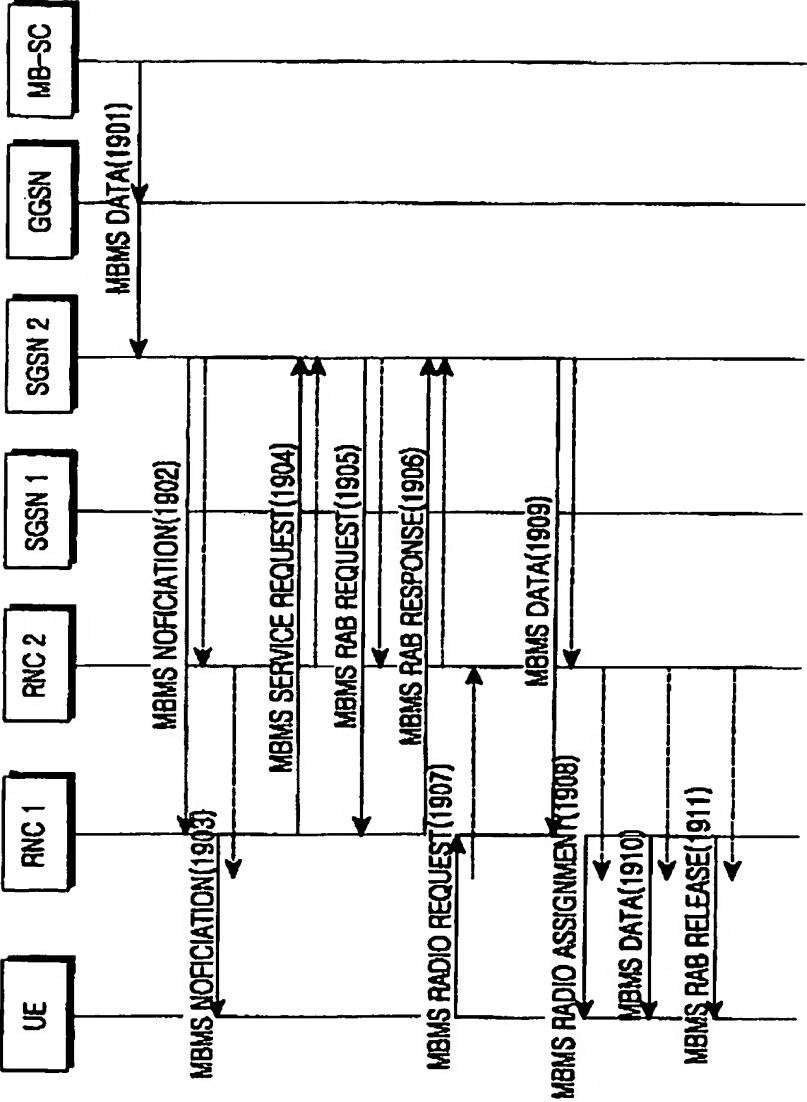 UE
RNC 1
RNC 2
SGSN 1
SGSN 2
GGSN
MB-SC
MBMS DATA(1901)
MBMS NOFICIATION(1902)
MBMS NOFICIATION(1903)
MBMS SERVICE REQUEST(1904)
MBMS RAB REQUEST(1905)
MBMS RAB RESPONSE(1906)
MBMS RADIO REQUEST(1907)
MBMS RADIO ASSIGNMENT(1908)
MBMS DATA(1909)
MBMS DATA(1910)
MBMS RAB RELEASE(1911)